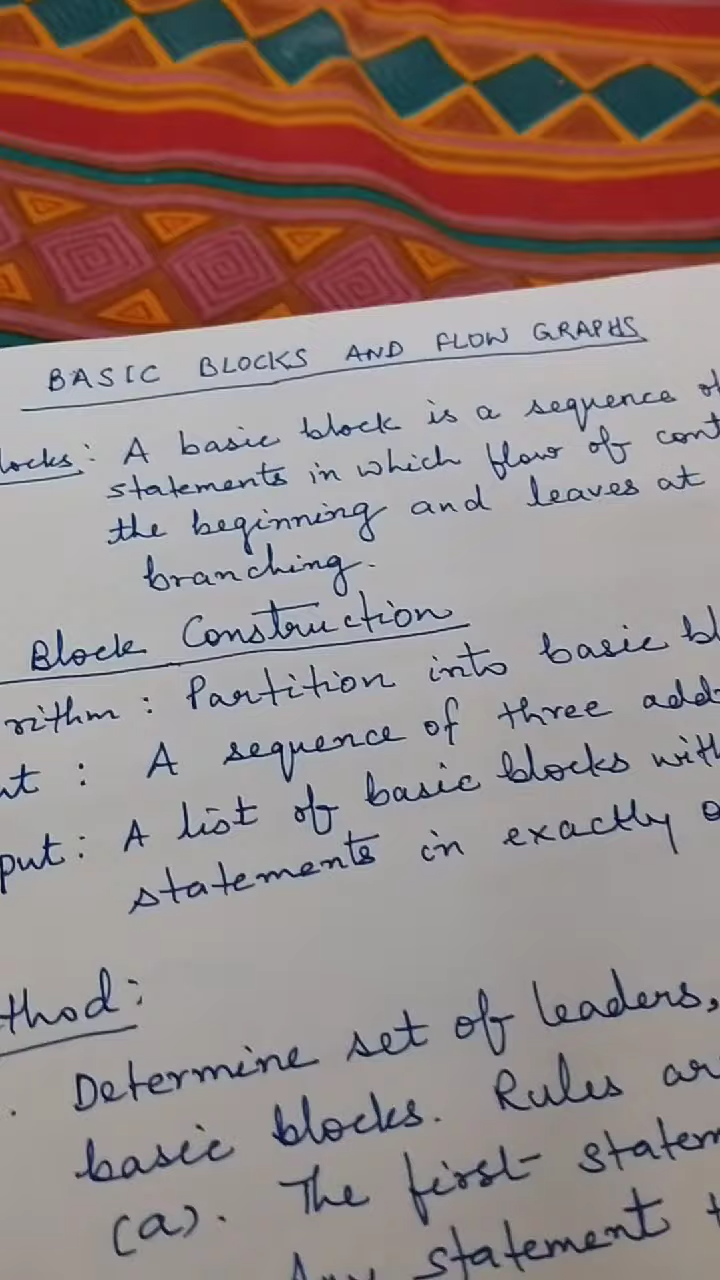 BASIC BLOCKS AND FLOW GRAPHS
locks: A basic block is a sequence of
statements in which flow of cont
the beginning and leaves at
branching.
Block Construction
rithm: Partition into basic bl
ut : A sequence of three add
put: A list of basic blocks with
statements in exactly o
thod:
. Determine set of leaders,
basic blocks. Rules ar
(a). The first statem
Any statement t